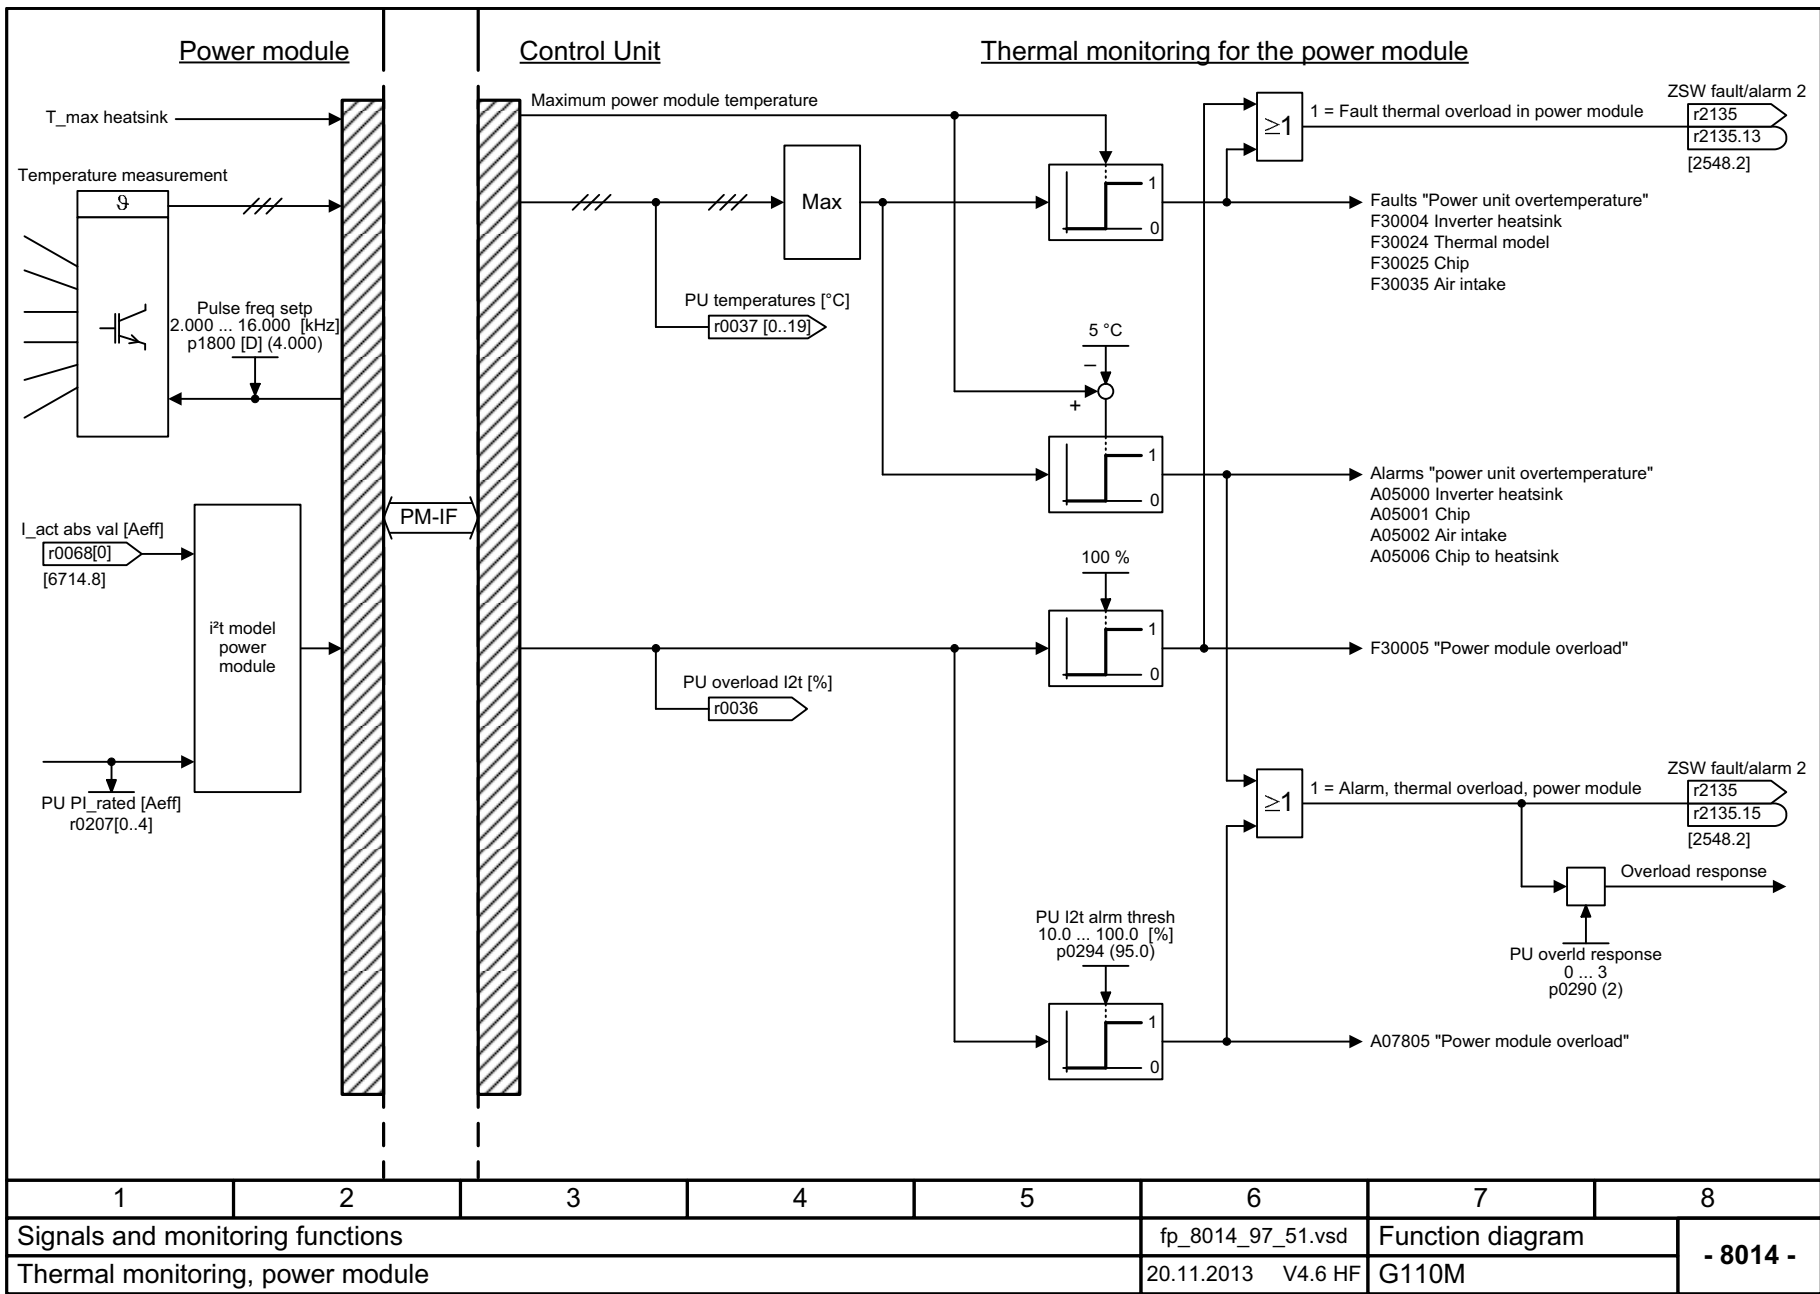 Power module
Control Unit
Thermal monitoring for the power module
T_max heatsink
Maximum power module temperature
≥1
1 = Fault thermal overload in power module
ZSW fault/alarm 2
r2135
r2135.13
[2548.2]
Temperature measurement
ϑ
Max
1
0
Faults "Power unit overtemperature"
F30004 Inverter heatsink
F30024 Thermal model
F30025 Chip
F30035 Air intake
Pulse freq setp
2.000 ... 16.000 [kHz]
p1800 [D] (4.000)
PU temperatures [°C]
r0037 [0..19]
5 °C
–
+
1
0
Alarms "power unit overtemperature"
A05000 Inverter heatsink
A05001 Chip
A05002 Air intake
A05006 Chip to heatsink
PM-IF
I_act abs val [Aeff]
r0068[0]
[6714.8]
i²t model
power
module
100 %
1
0
F30005 "Power module overload"
PU overload I2t [%]
r0036
PU PI_rated [Aeff]
r0207[0..4]
≥1
1 = Alarm, thermal overload, power module
ZSW fault/alarm 2
r2135
r2135.15
[2548.2]
Overload response
PU overld response
0 ... 3
p0290 (2)
PU I2t alrm thresh
10.0 ... 100.0 [%]
p0294 (95.0)
1
0
A07805 "Power module overload"
1 2 3 4 5 6 7 8
Signals and monitoring functions
fp_8014_97_51.vsd
Function diagram
- 8014 -
Thermal monitoring, power module
20.11.2013 V4.6 HF
G110M